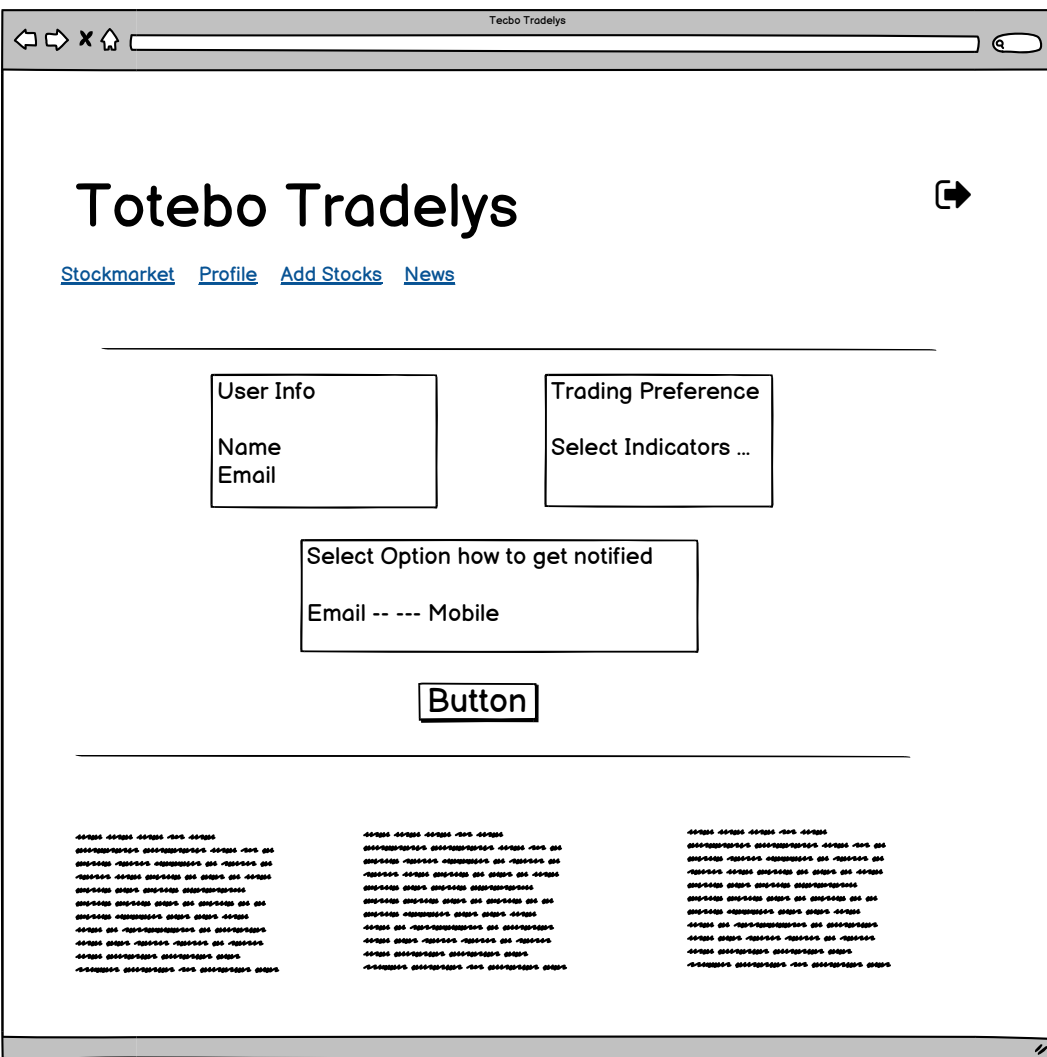 Tecbo Tradelys
Totebo Tradelys
Stockmarket Profile Add Stocks News
User Info
Name
Email
Trading Preference
Select Indicators ...
Select Option how to get notified
Email -- --- Mobile
Button